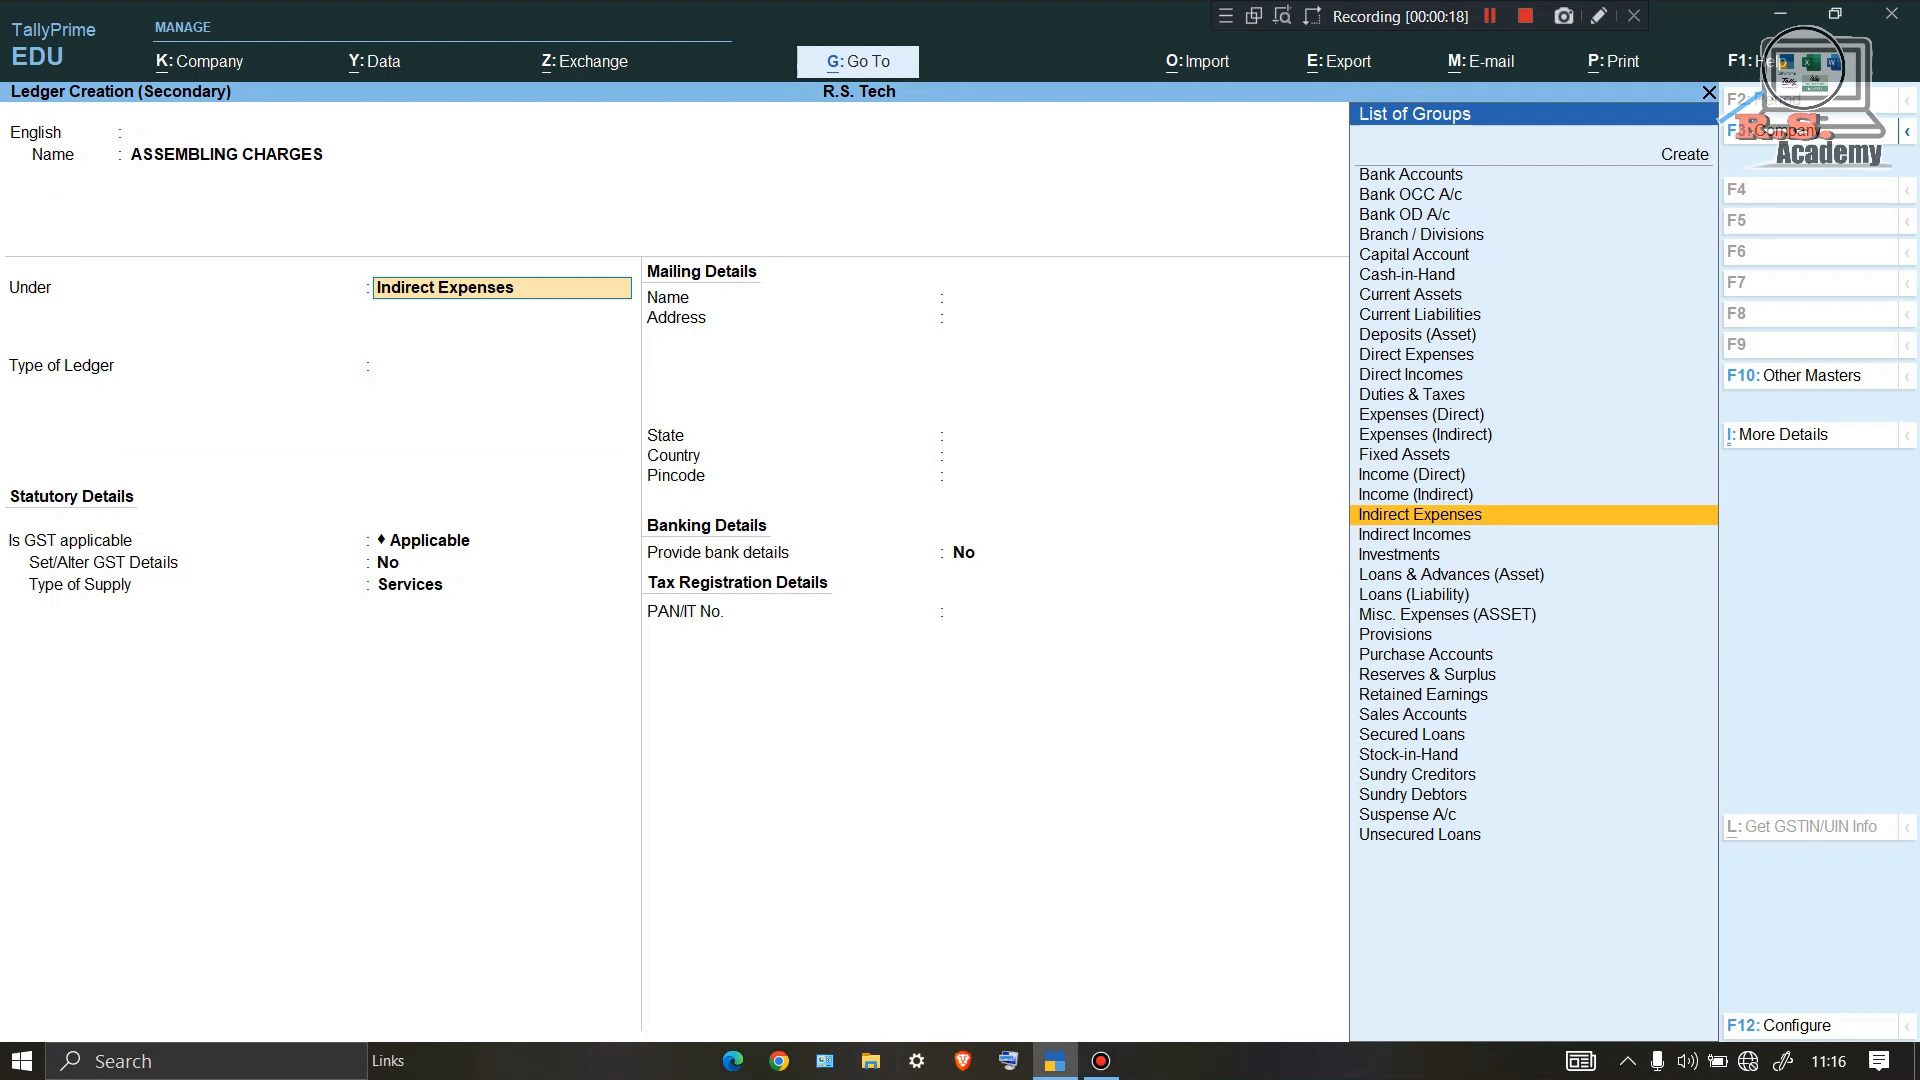 TallyPrime
EDU
MANAGE
K: Company
Y: Data
Z: Exchange
G: Go To
O: Import
E: Export
M: E-mail
P: Print
F1: Help
Recording [00:00:18]
Ledger Creation (Secondary)
R.S. Tech
English :
Name : ASSEMBLING CHARGES
Under : Indirect Expenses
Type of Ledger :
Statutory Details
Is GST applicable : ♦ Applicable
Set/Alter GST Details : No
Type of Supply : Services
Mailing Details
Name :
Address :
State :
Country :
Pincode :
Banking Details
Provide bank details : No
Tax Registration Details
PAN/IT No. :
List of Groups
Create
Bank Accounts
Bank OCC A/c
Bank OD A/c
Branch / Divisions
Capital Account
Cash-in-Hand
Current Assets
Current Liabilities
Deposits (Asset)
Direct Expenses
Direct Incomes
Duties & Taxes
Expenses (Direct)
Expenses (Indirect)
Fixed Assets
Income (Direct)
Income (Indirect)
Indirect Expenses
Indirect Incomes
Investments
Loans & Advances (Asset)
Loans (Liability)
Misc. Expenses (ASSET)
Provisions
Purchase Accounts
Reserves & Surplus
Retained Earnings
Sales Accounts
Secured Loans
Stock-in-Hand
Sundry Creditors
Sundry Debtors
Suspense A/c
Unsecured Loans
F2: Period
F3: Company
R.S.
Academy
F4
F5
F6
F7
F8
F9
F10: Other Masters
I: More Details
L: Get GSTIN/UIN Info
F12: Configure
Search
Links
11:16